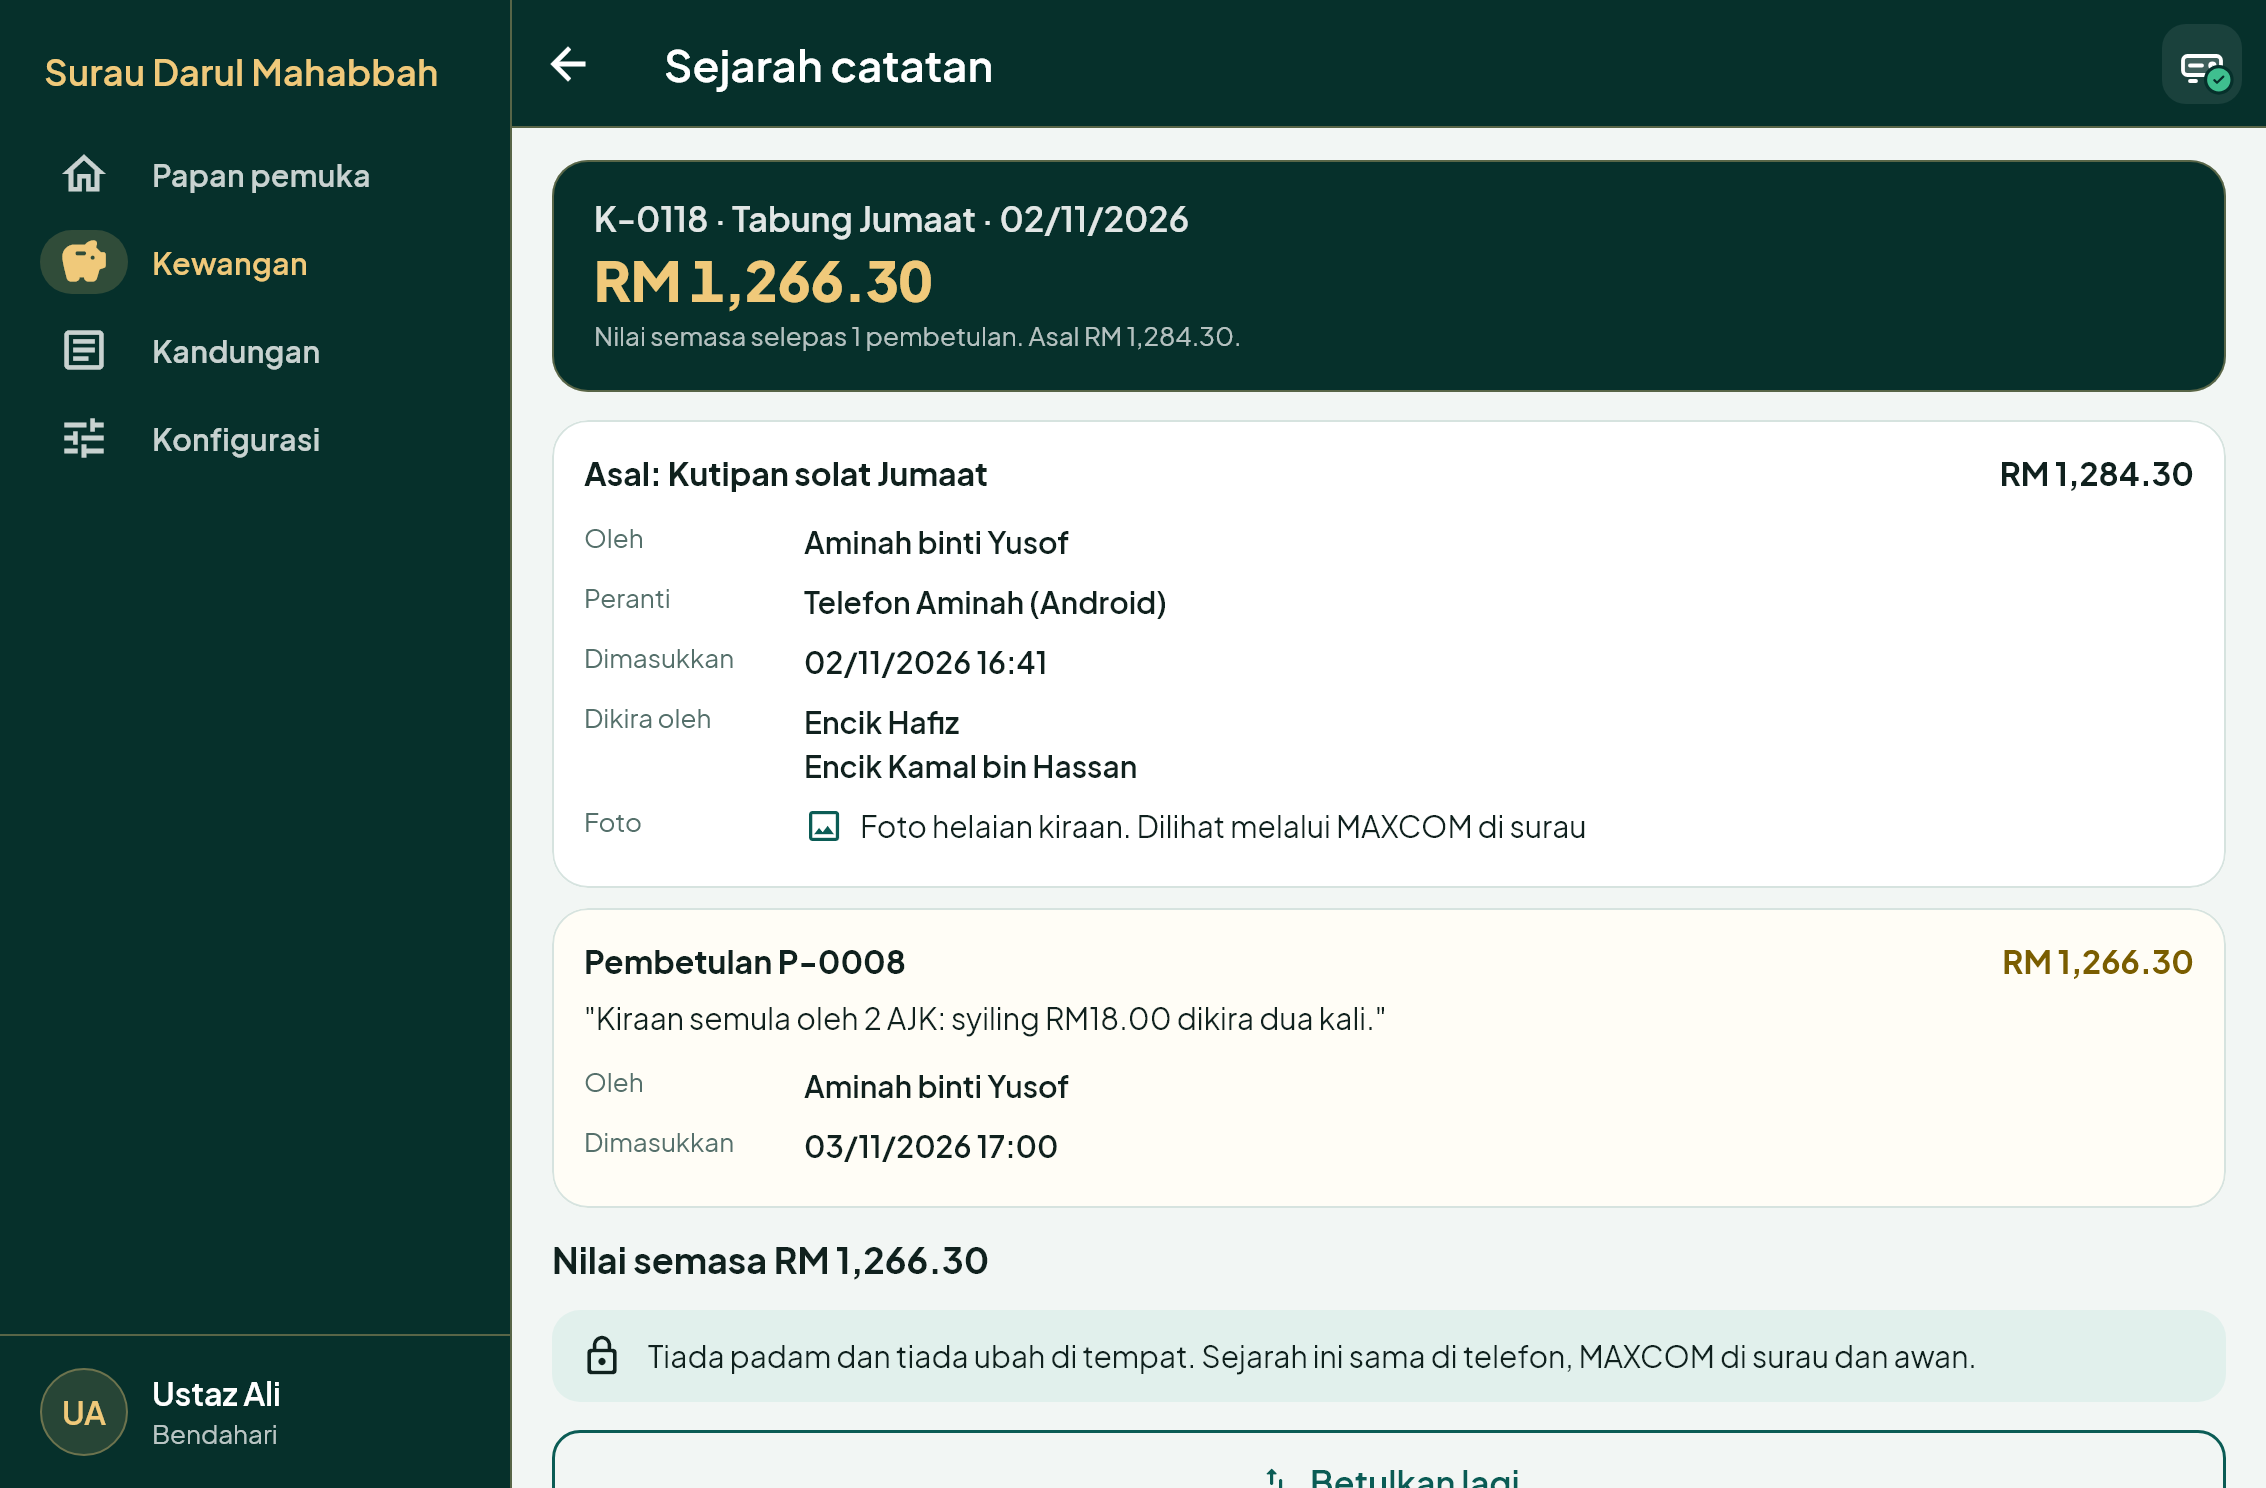 Surau Darul Mahabbah
Papan pemuka
Kewangan
Kandungan
Konfigurasi
UA
Ustaz Ali
Bendahari
Sejarah catatan
K-0118 · Tabung Jumaat · 02/11/2026
RM 1,266.30
Nilai semasa selepas 1 pembetulan. Asal RM 1,284.30.
Asal: Kutipan solat Jumaat RM 1,284.30
Oleh Aminah binti Yusof
Peranti Telefon Aminah (Android)
Dimasukkan 02/11/2026 16:41
Dikira oleh Encik Hafiz
Encik Kamal bin Hassan
Foto Foto helaian kiraan. Dilihat melalui MAXCOM di surau
Pembetulan P-0008 RM 1,266.30
"Kiraan semula oleh 2 AJK: syiling RM18.00 dikira dua kali."
Oleh Aminah binti Yusof
Dimasukkan 03/11/2026 17:00
Nilai semasa RM 1,266.30
Tiada padam dan tiada ubah di tempat. Sejarah ini sama di telefon, MAXCOM di surau dan awan.
Betulkan lagi